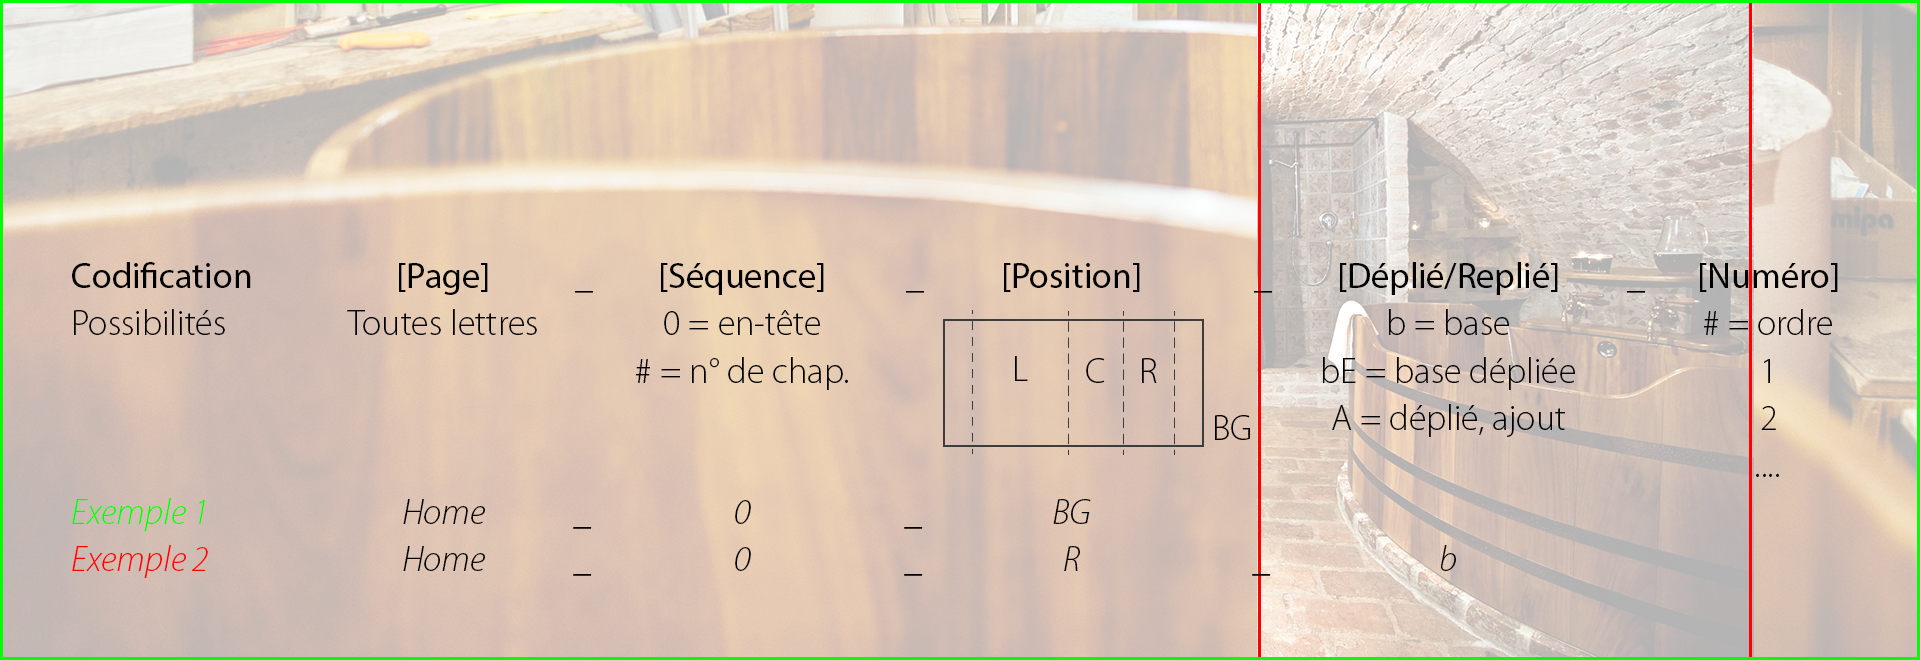 mipa
Codification [Page] _ [Séquence] _ [Position] _ [Déplié/Replié] _ [Numéro]
Possibilités Toutes lettres 0 = en-tête b = base # = ordre
# = n° de chap. L C R bE = base dépliée 1
BG A = déplié, ajout 2
....
Exemple 1 Home _ 0 _ BG
Exemple 2 Home _ 0 _ R _ b